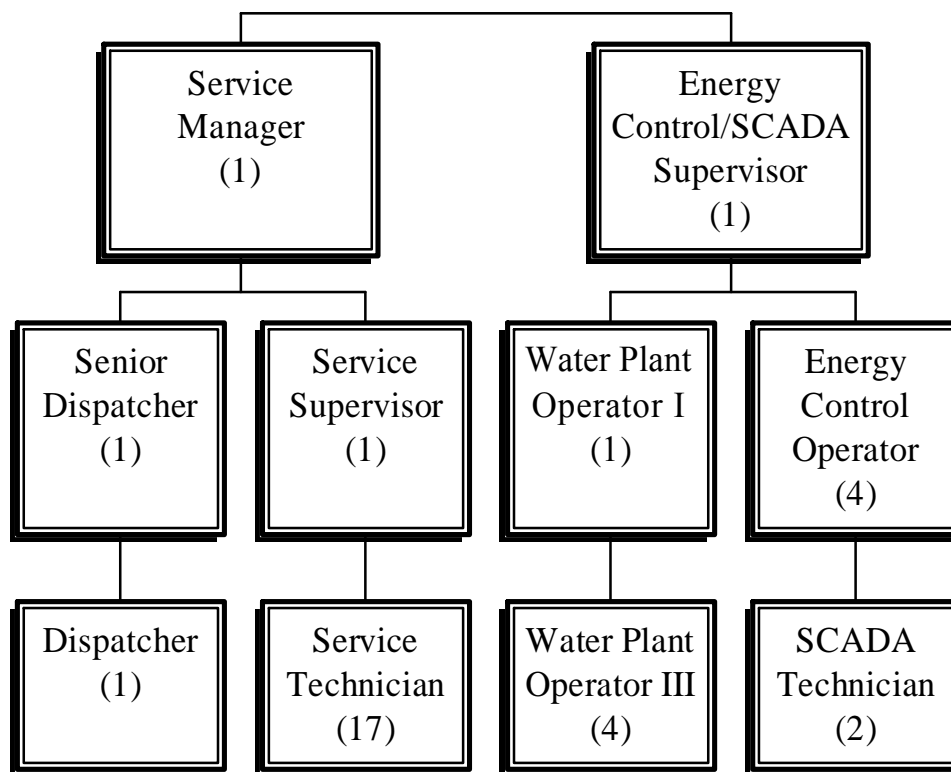 Service
Manager
(1)
Energy
Control/SCADA
Supervisor
(1)
Senior
Dispatcher
(1)
Service
Supervisor
(1)
Water Plant
Operator I
(1)
Energy
Control
Operator
(4)
Dispatcher
(1)
Service
Technician
(17)
Water Plant
Operator III
(4)
SCADA
Technician
(2)